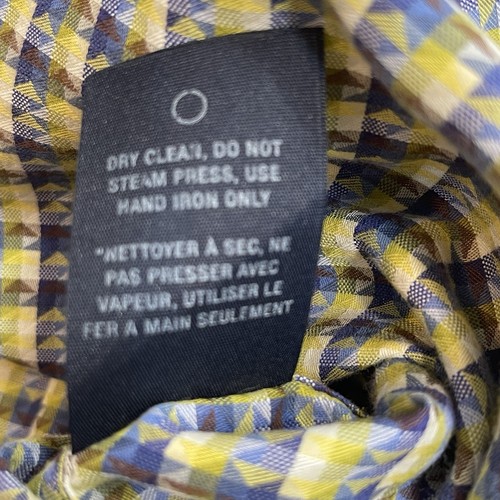 DRY CLEAN, DO NOT
STEAM PRESS, USE
HAND IRON ONLY
*NETTOYER À SEC, NE
PAS PRESSER AVEC
VAPEUR, UTILISER LE
FER A MAIN SEULEMENT